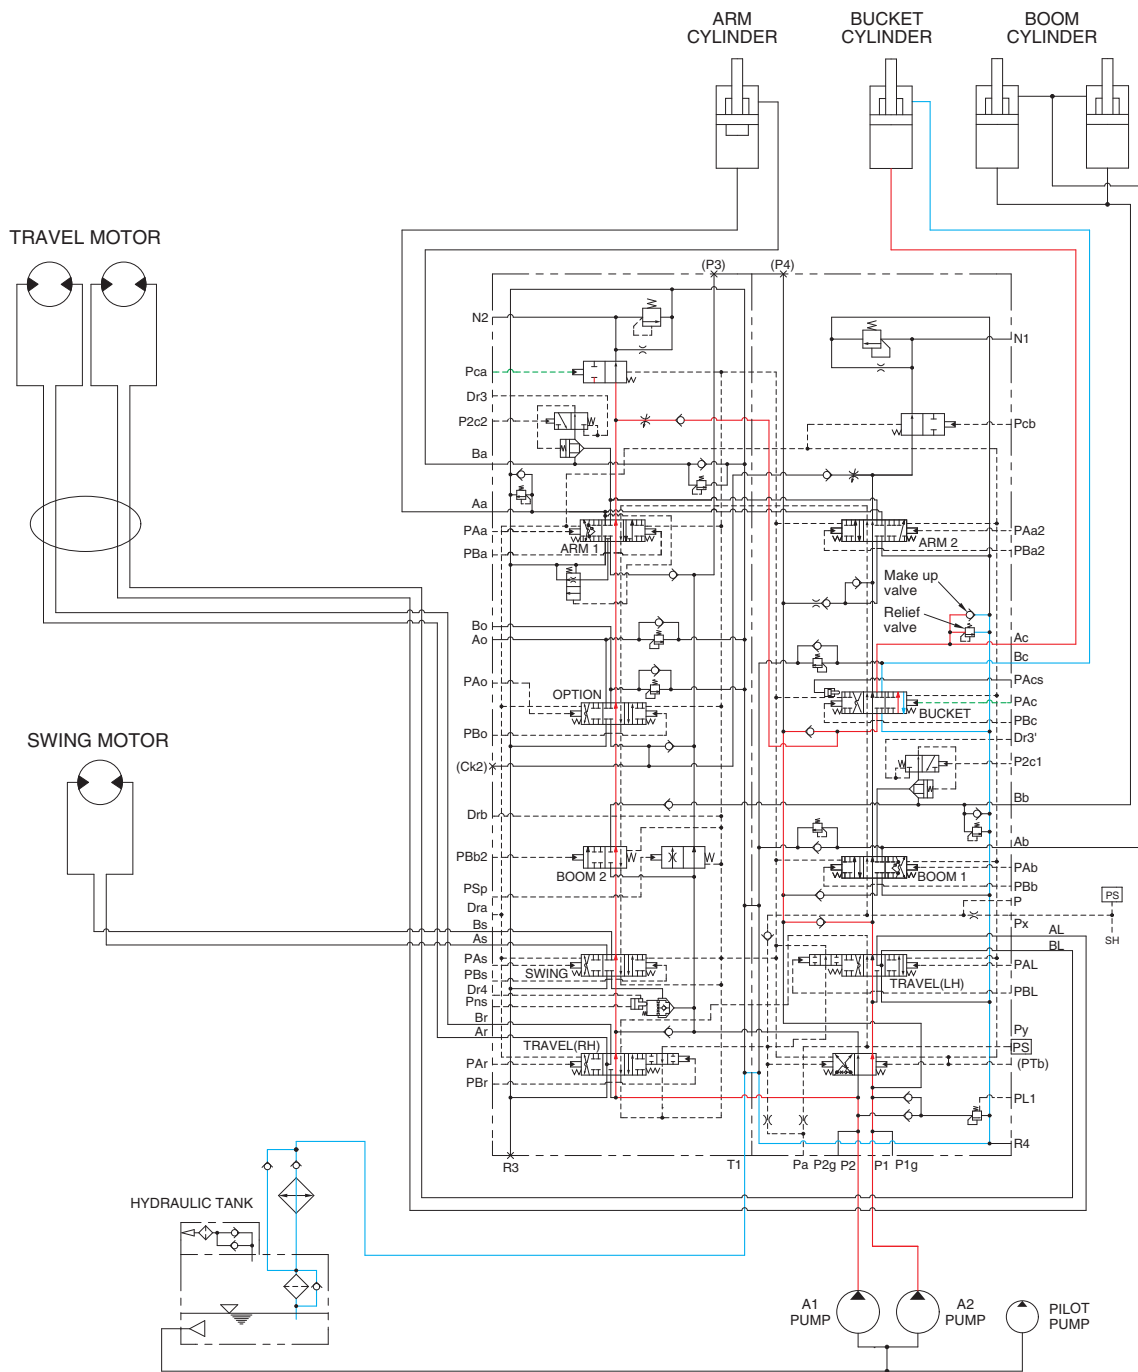 ARM
CYLINDER
BUCKET
CYLINDER
BOOM
CYLINDER
TRAVEL MOTOR
(P3)
(P4)
N2
N1
Pca
Dr3
P2c2
Pcb
Ba
Aa
PAa
PBa
ARM 1
ARM 2
PAa2
PBa2
Make up
valve
Relief
valve
Bo
Ao
Ac
Bc
PAo
OPTION
PAcs
PAc
BUCKET
PBc
PBo
Dr3'
SWING MOTOR
(Ck2)
P2c1
Bb
Drb
Ab
PBb2
BOOM 2
BOOM 1
PAb
PSp
PBb
Dra
P
PS
Bs
Px
AL
As
BL
SH
PAs
SWING
PAL
PBs
TRAVEL(LH)
Dr4
PBL
Pns
Br
Ar
Py
TRAVEL(RH)
PS
PAr
(PTb)
PBr
PL1
R4
R3
T1
Pa
P2g
P2
P1
P1g
HYDRAULIC TANK
A1
PUMP
A2
PUMP
PILOT
PUMP